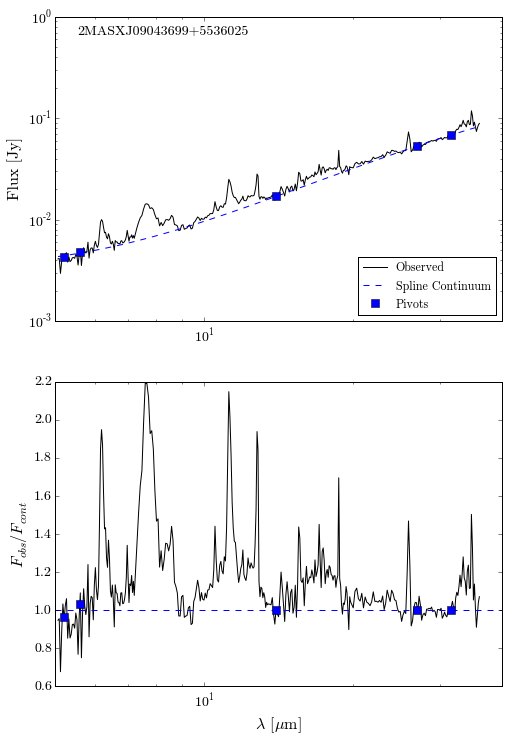 10^0
2MASXJ09043699+5536025
10^-1
Flux [Jy]
10^-2
Observed
Spline Continuum
Pivots
10^-3
10^1
2.2
2.0
1.8
1.6
1.4
F_obs/F_cont
1.2
1.0
0.8
0.6
10^1
λ [μm]